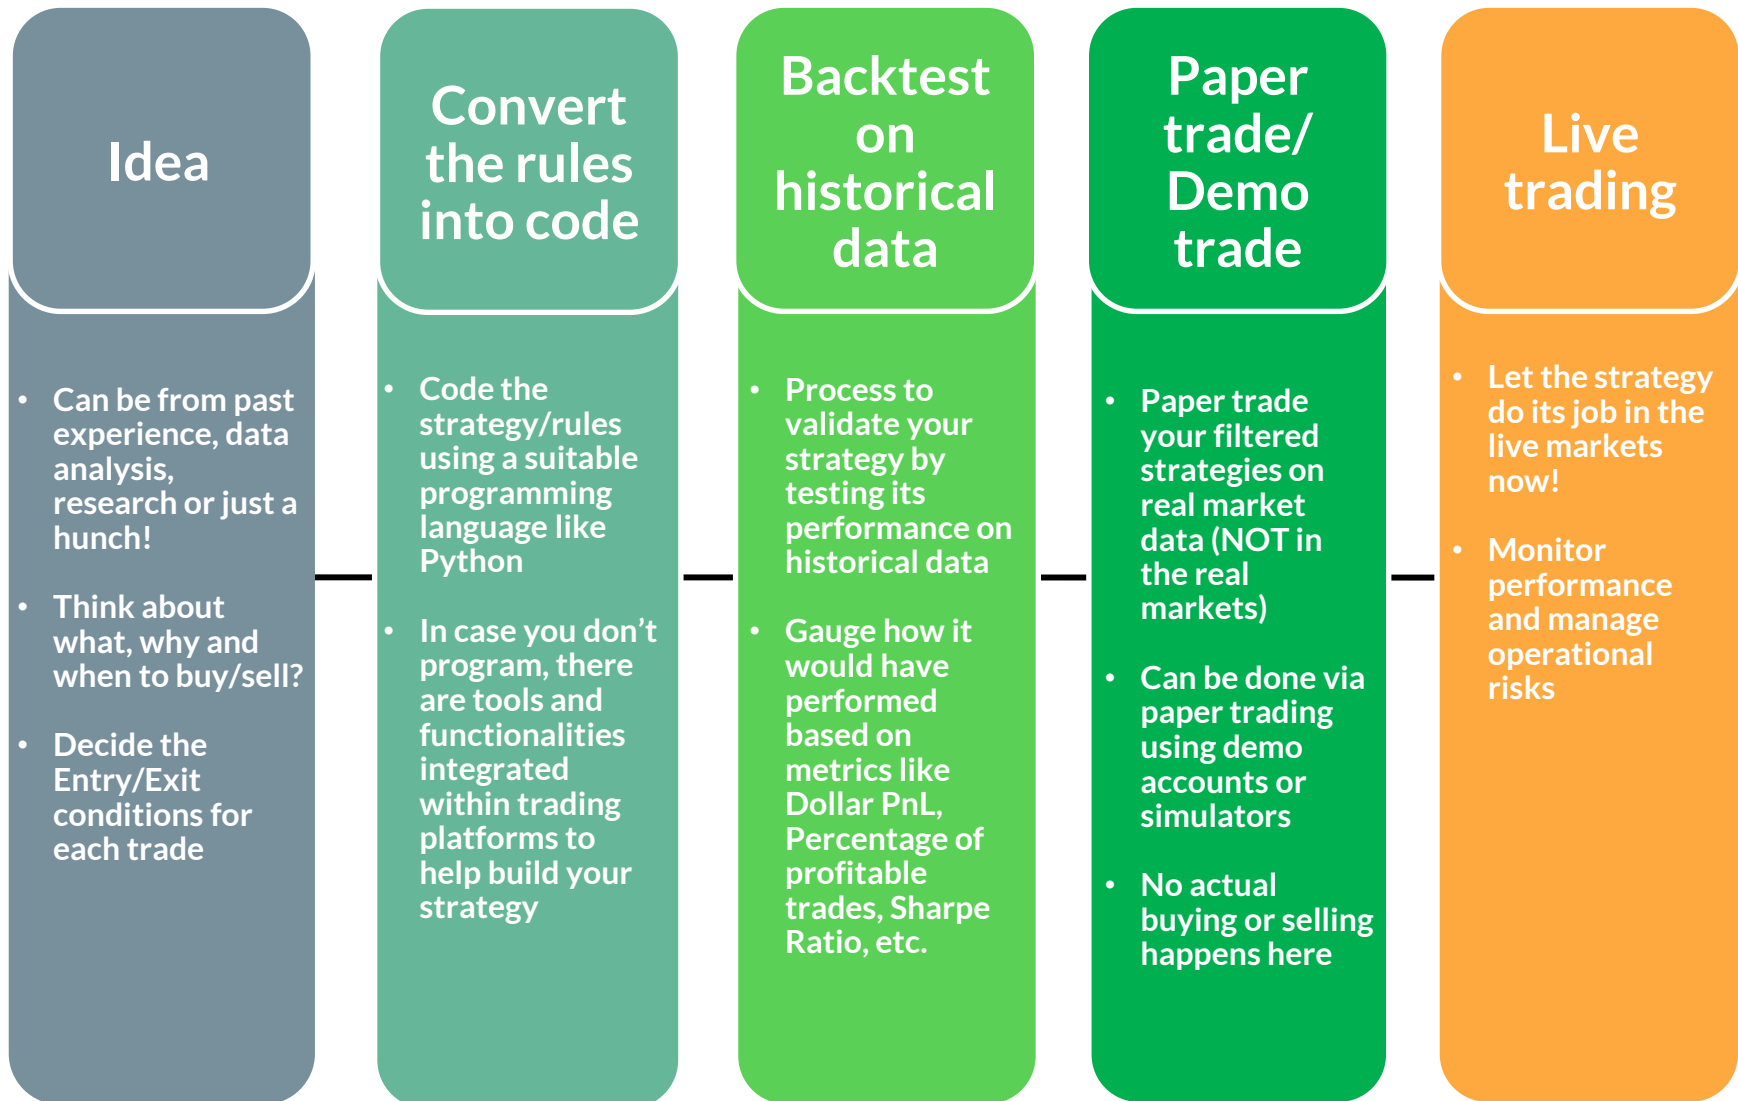 Idea
• Can be from past
experience, data
analysis,
research or just a
hunch!
• Think about
what, why and
when to buy/sell?
• Decide the
Entry/Exit
conditions for
each trade
Convert
the rules
into code
• Code the
strategy/rules
using a suitable
programming
language like
Python
• In case you don’t
program, there
are tools and
functionalities
integrated
within trading
platforms to
help build your
strategy
Backtest
on
historical
data
• Process to
validate your
strategy by
testing its
performance on
historical data
• Gauge how it
would have
performed
based on
metrics like
Dollar PnL,
Percentage of
profitable
trades, Sharpe
Ratio, etc.
Paper
trade/
Demo
trade
• Paper trade
your filtered
strategies on
real market
data (NOT in
the real
markets)
• Can be done via
paper trading
using demo
accounts or
simulators
• No actual
buying or selling
happens here
Live
trading
• Let the strategy
do its job in the
live markets
now!
• Monitor
performance
and manage
operational
risks